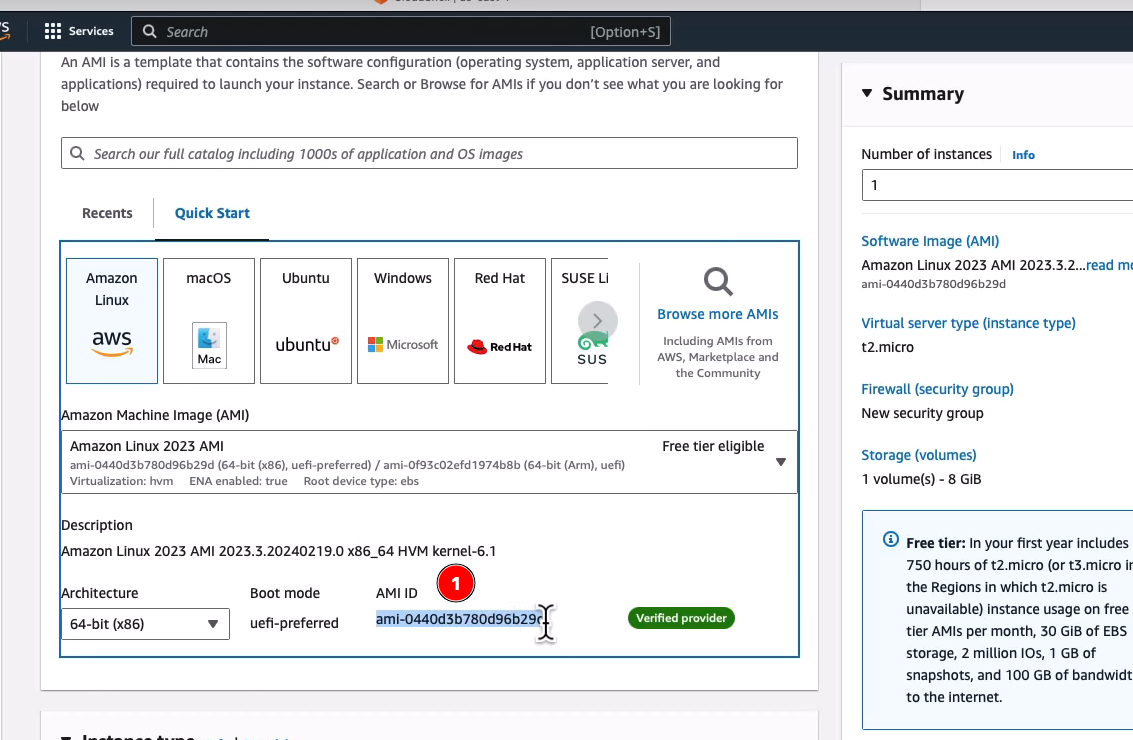 Services
Search
[Option+S]
An AMI is a template that contains the software configuration (operating system, application server, and
applications) required to launch your instance. Search or Browse for AMIs if you don't see what you are looking for
below
Search our full catalog including 1000s of application and OS images
Recents
Quick Start
Amazon
Linux
aws
macOS
Mac
Ubuntu
ubuntu
Windows
Microsoft
Red Hat
RedHat
SUSE Li
SUS
Browse more AMIs
Including AMIs from
AWS, Marketplace and
the Community
Amazon Machine Image (AMI)
Amazon Linux 2023 AMI
Free tier eligible
ami-0440d3b780d96b29d (64-bit (x86), uefi-preferred) / ami-0f93c02efd1974b8b (64-bit (Arm), uefi)
Virtualization: hvm ENA enabled: true Root device type: ebs
Description
Amazon Linux 2023 AMI 2023.3.20240219.0 x86_64 HVM kernel-6.1
Architecture
64-bit (x86)
Boot mode
uefi-preferred
AMI ID
1
ami-0440d3b780d96b29d
Verified provider
Summary
Number of instances
Info
1
Software Image (AMI)
Amazon Linux 2023 AMI 2023.3.2...read mo
ami-0440d3b780d96b29d
Virtual server type (instance type)
t2.micro
Firewall (security group)
New security group
Storage (volumes)
1 volume(s) - 8 GiB
Free tier: In your first year includes
750 hours of t2.micro (or t3.micro in
the Regions in which t2.micro is
unavailable) instance usage on free
tier AMIs per month, 30 GiB of EBS
storage, 2 million IOs, 1 GB of
snapshots, and 100 GB of bandwidt
to the internet.
Instance type